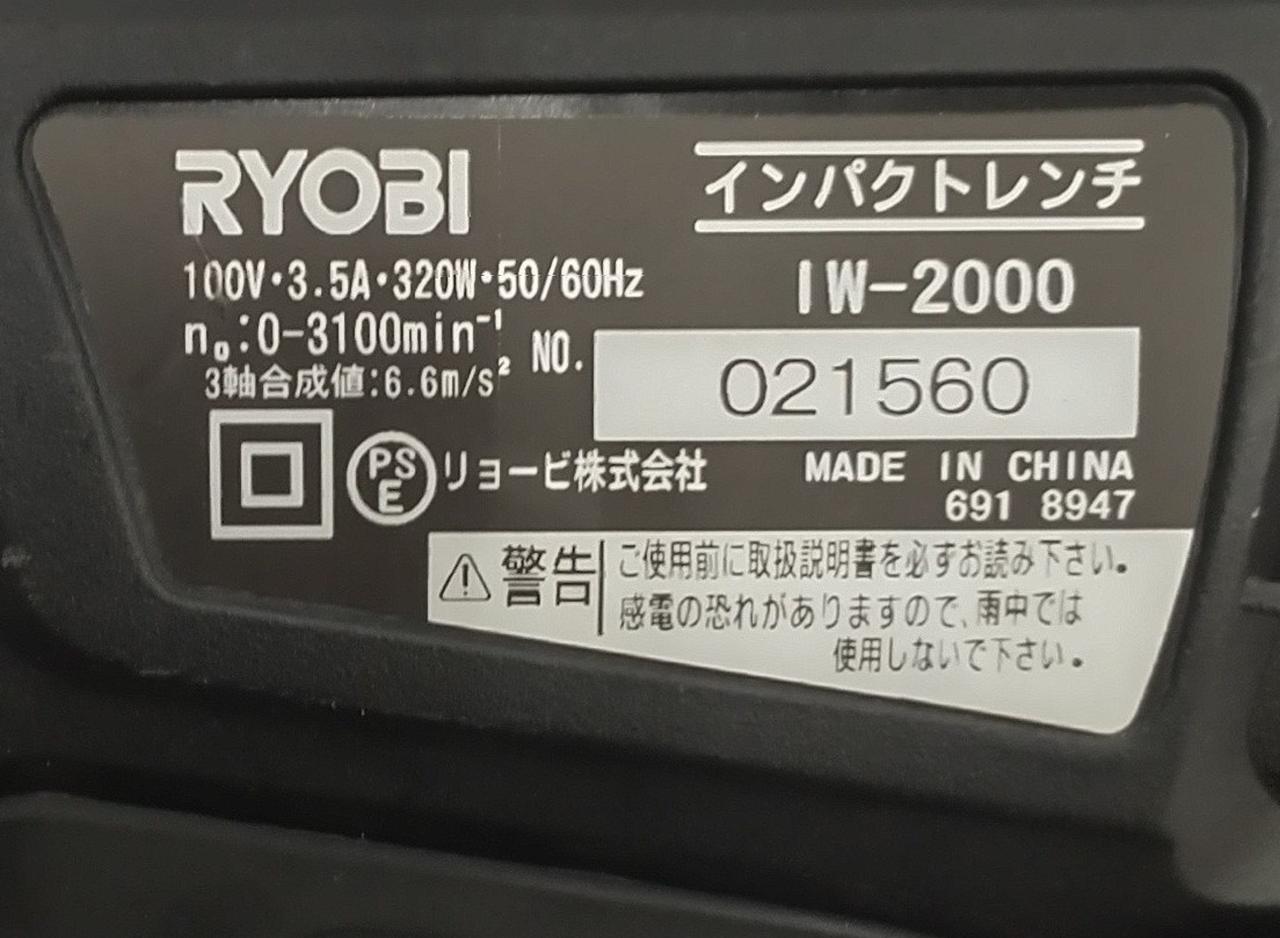 RYOBI
インパクトレンチ
100V・3.5A・320W・50/60Hz
IW-2000
n₀:0-3100min⁻¹
3軸合成値:6.6m/s²
NO. 021560
PSE
リョービ株式会社
MADE IN CHINA
691 8947
警告
ご使用前に取扱説明書を必ずお読み下さい。
感電の恐れがありますので、雨中では
使用しないで下さい。